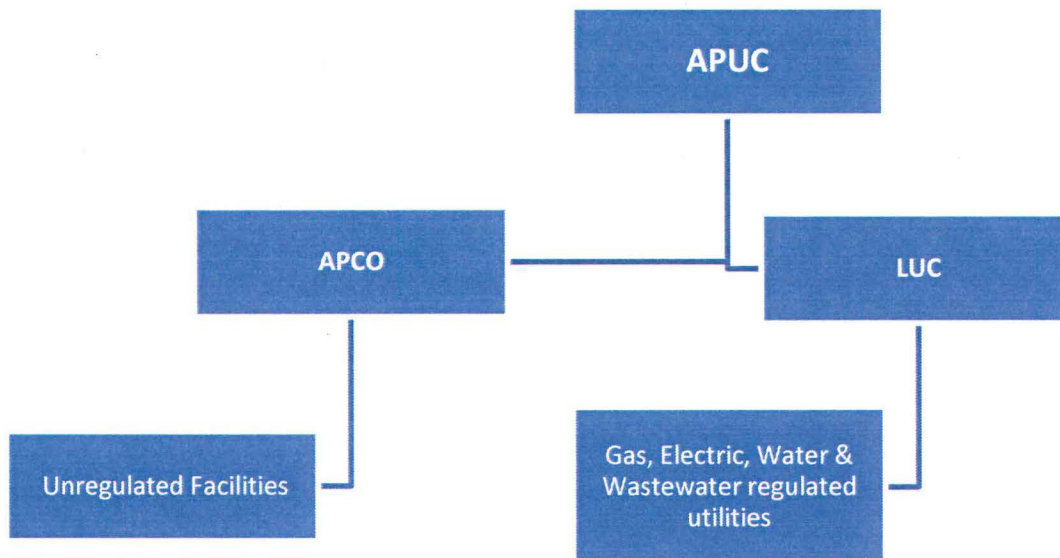 APUC
APCO
LUC
Unregulated Facilities
Gas, Electric, Water &
Wastewater regulated
utilities